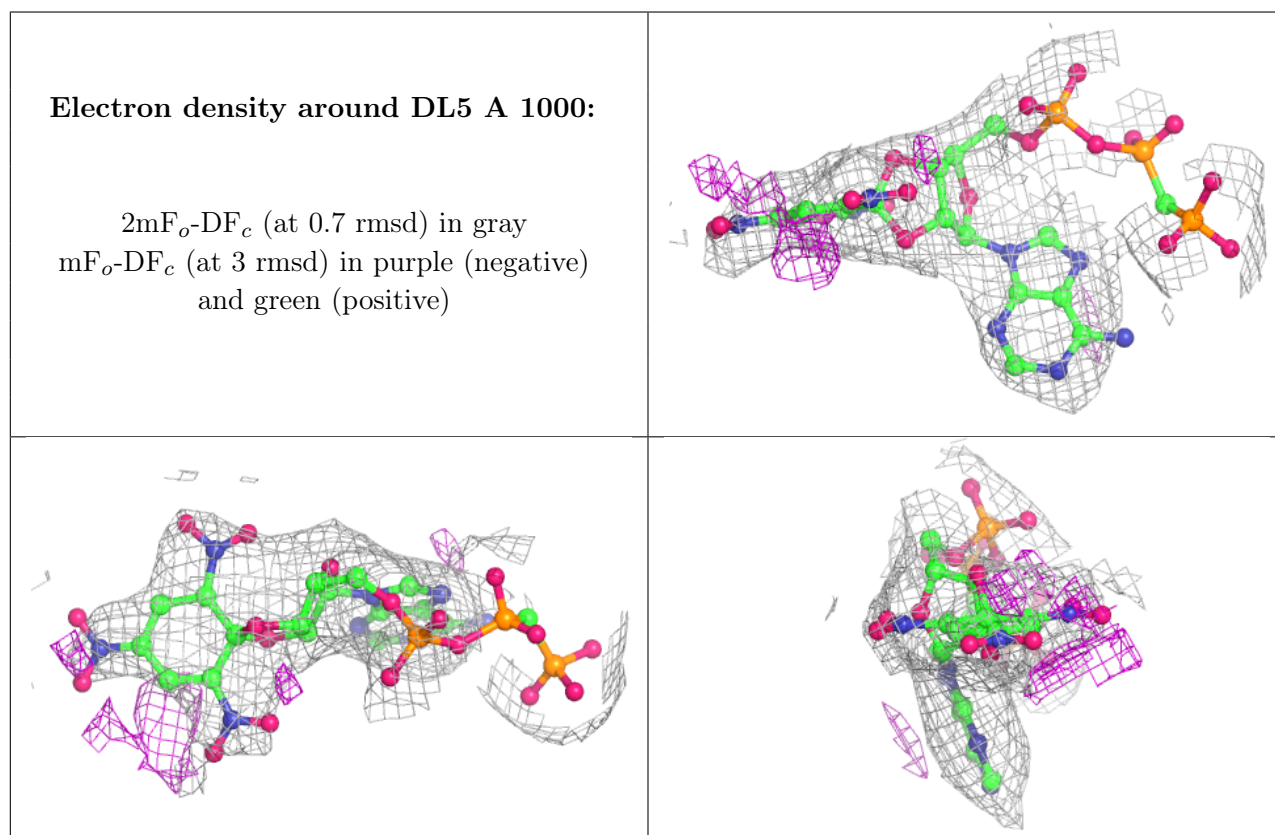 Electron density around DL5 A 1000:
2mFₒ-DF𝒸 (at 0.7 rmsd) in gray
mFₒ-DF𝒸 (at 3 rmsd) in purple (negative)
and green (positive)